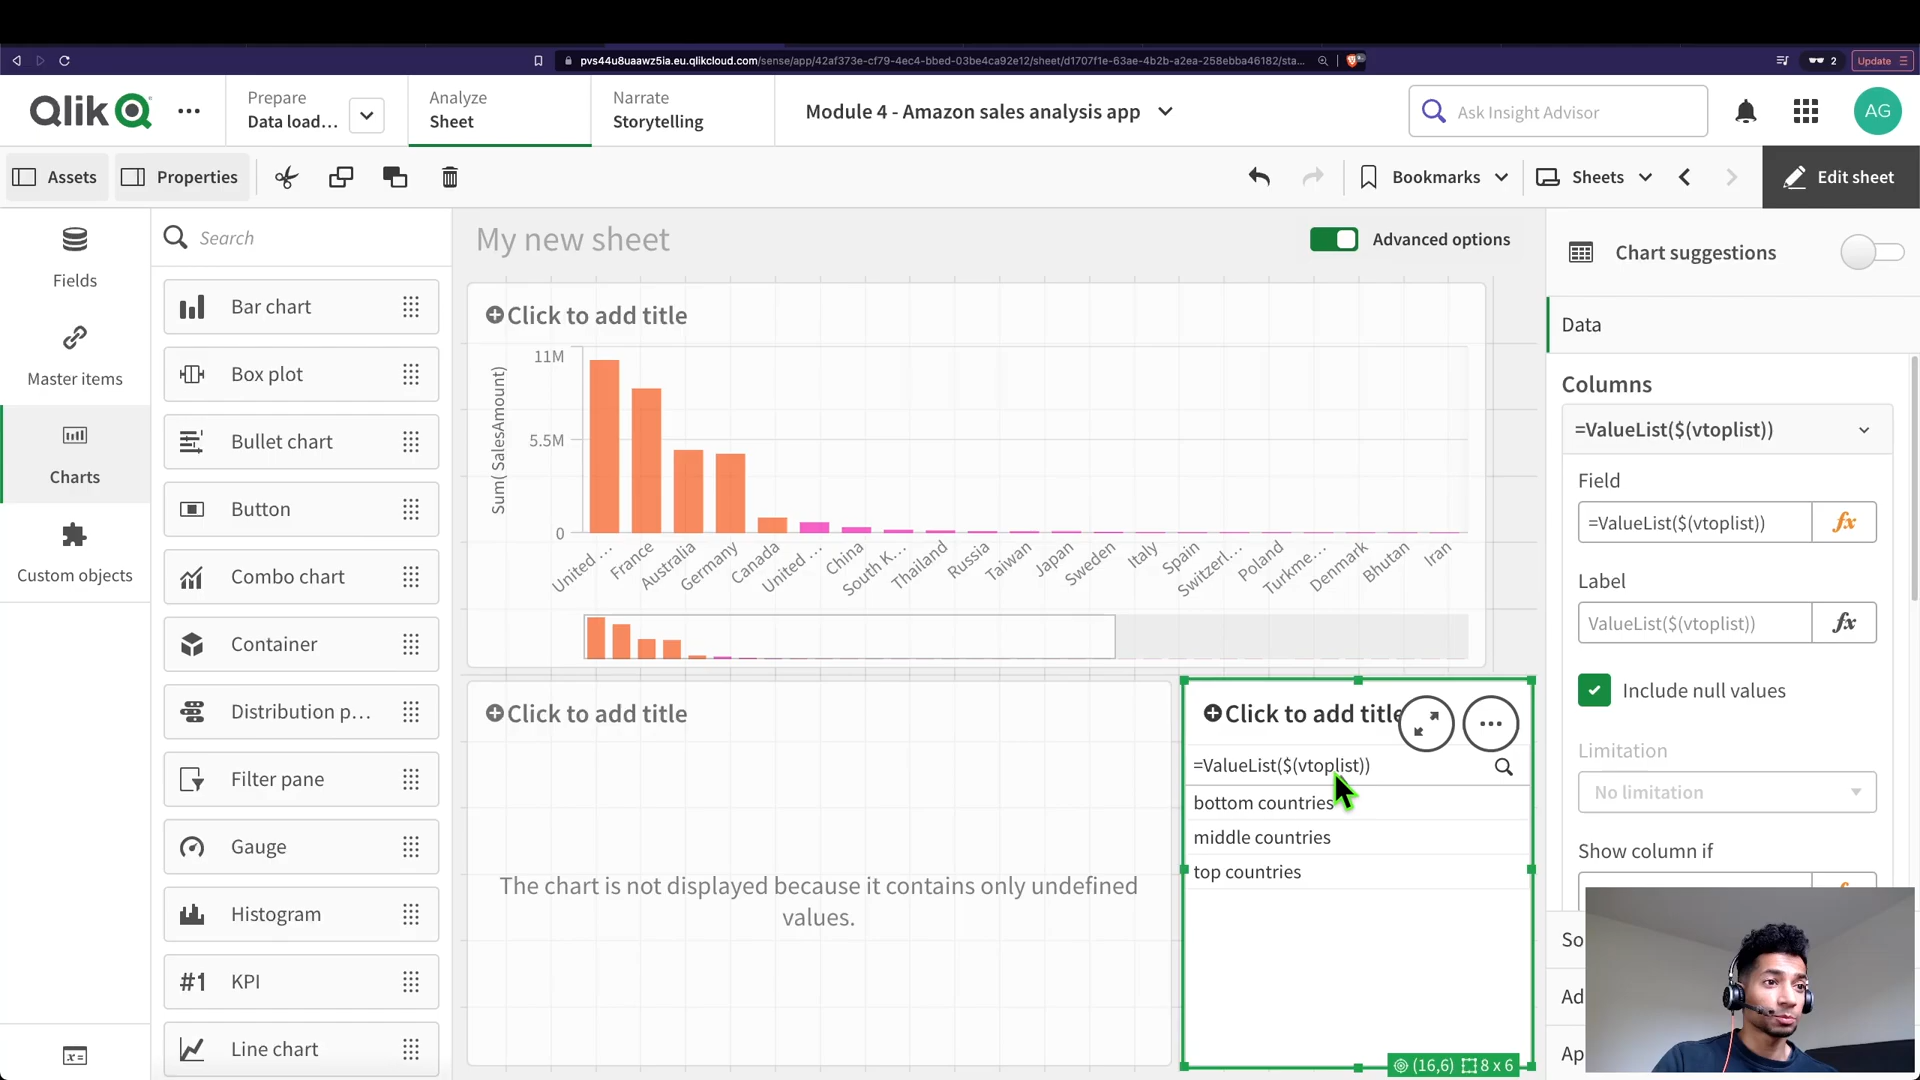 pvs44u8uaawz5ia.eu.qlikcloud.com/sense/app/42af373e-cf79-4ec4-bbed-03be4ca92e12/sheet/d1707f1e-63ae-4b2b-a2ea-258ebba46182/sta...
2
Update
Qlik
Prepare
Data load...
Analyze
Sheet
Narrate
Storytelling
Module 4 - Amazon sales analysis app
Ask Insight Advisor
AG
Assets
Properties
Bookmarks
Sheets
Edit sheet
Fields
Master items
Charts
Custom objects
Search
Bar chart
Box plot
Bullet chart
Button
Combo chart
Container
Distribution p...
Filter pane
Gauge
Histogram
#1 KPI
Line chart
My new sheet
Advanced options
Click to add title
Sum( SalesAmount)
11M
5.5M
0
United ...
France
Australia
Germany
Canada
United ...
China
South K...
Thailand
Russia
Taiwan
Japan
Sweden
Italy
Spain
Switzerl...
Poland
Turkme...
Denmark
Bhutan
Iran
Click to add title
The chart is not displayed because it contains only undefined
values.
Click to add title
=ValueList($(vtoplist))
bottom countries
middle countries
top countries
(16,6) 8 x 6
Chart suggestions
Data
Columns
=ValueList($(vtoplist))
Field
=ValueList($(vtoplist))
fx
Label
ValueList($(vtoplist))
fx
Include null values
Limitation
No limitation
Show column if
So
Ad
Ap